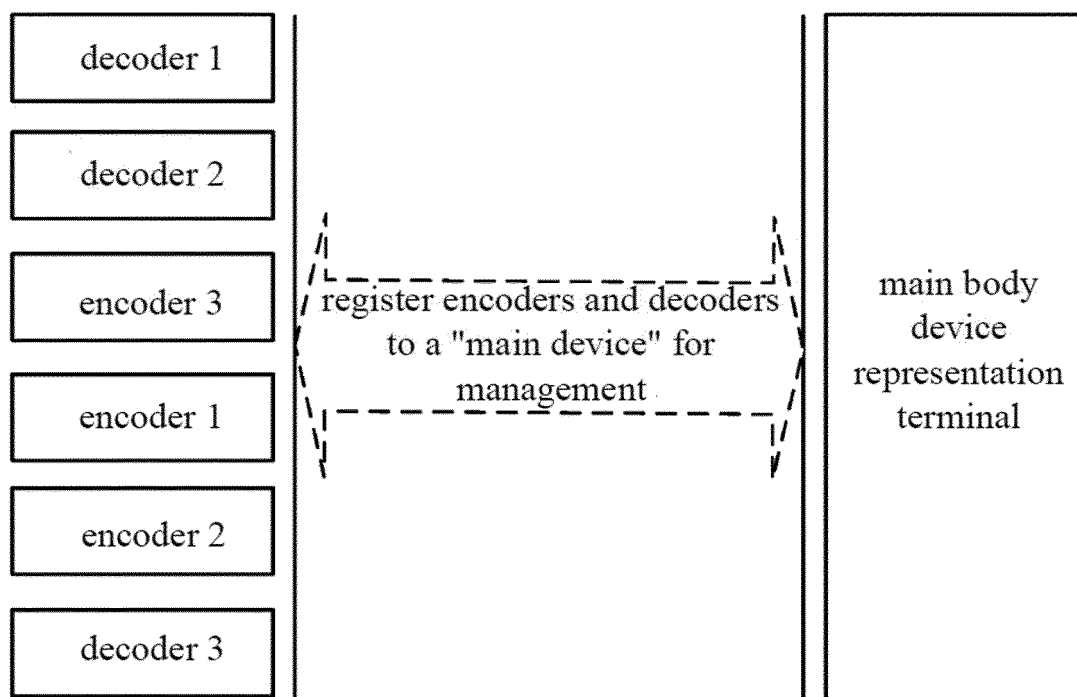 decoder 1
decoder 2
encoder 3
encoder 1
encoder 2
decoder 3
register encoders and decoders
to a "main device" for
management
main body
device
representation
terminal